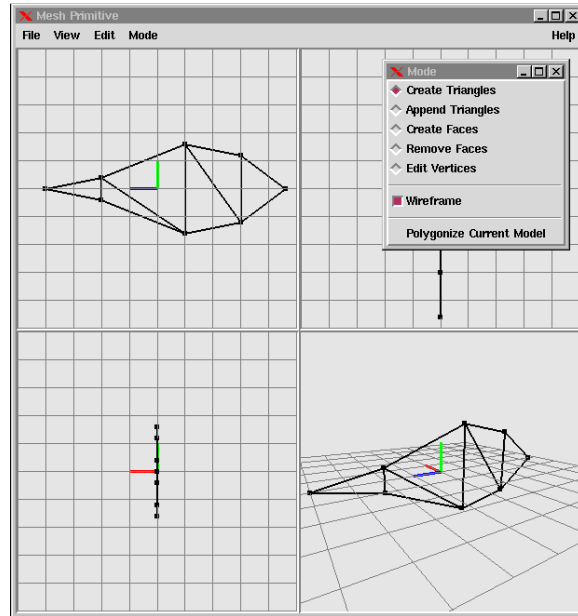 Mesh Primitive
File View Edit Mode Help
Mode
Create Triangles
Append Triangles
Create Faces
Remove Faces
Edit Vertices
Wireframe
Polygonize Current Model